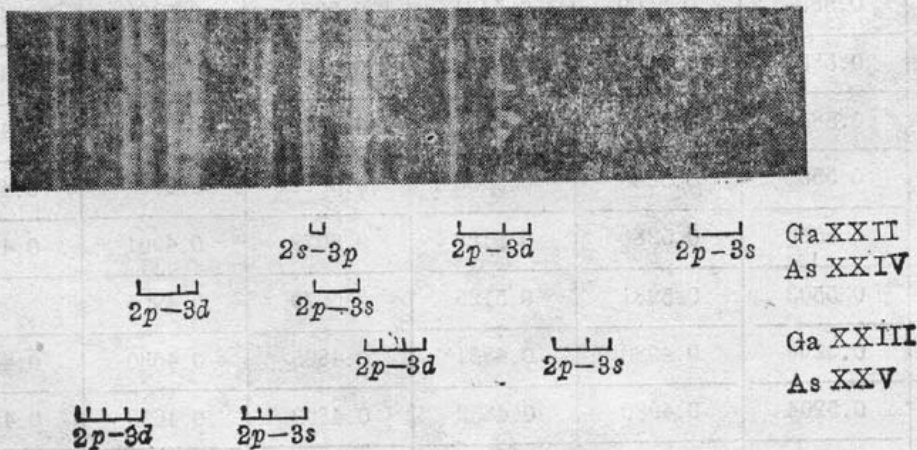 2s-3p 2p-3d 2p-3s Ga XXII
As XXIV
2p-3d 2p-3s
Ga XXIII
2p-3d 2p-3s
As XXV
2p-3d 2p-3s